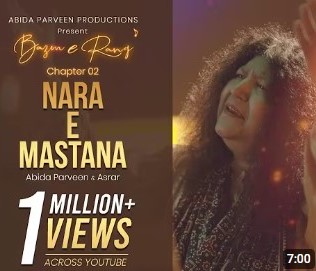 ABIDA PARVEEN PRODUCTIONS
Present
Bazm e Rang
Chapter 02
NARA
E
MASTANA
Abida Parveen & Asrar
1 MILLION+
VIEWS
ACROSS YOUTUBE
7:00